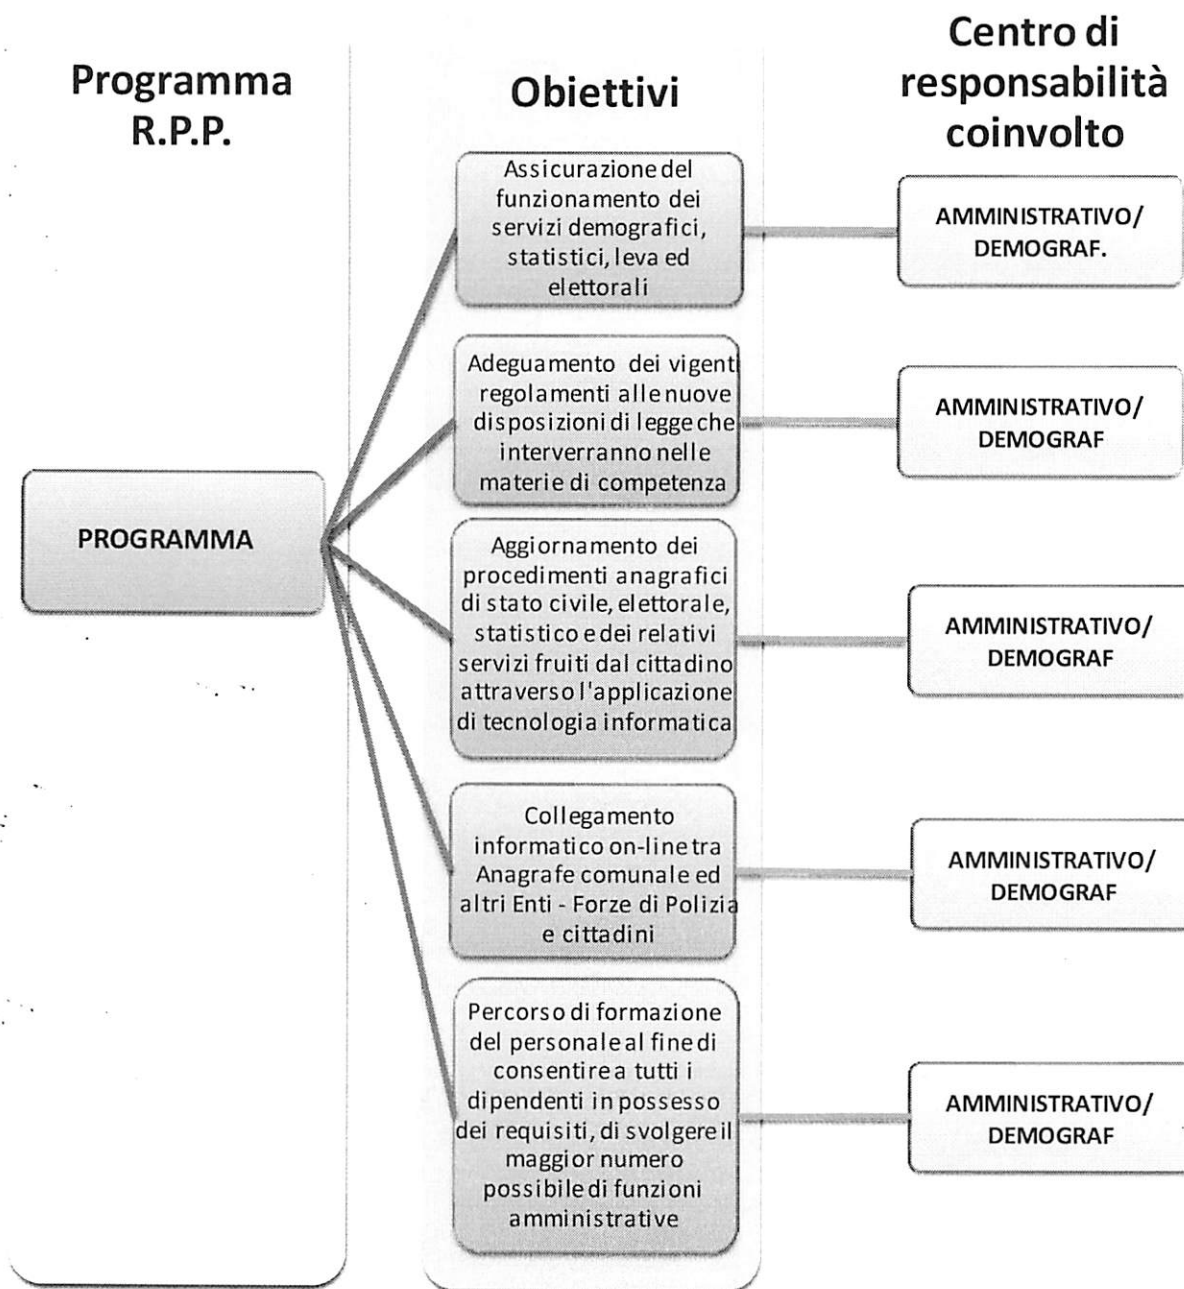 Programma
R.P.P.
Obiettivi
Centro di
responsabilità
coinvolto
PROGRAMMA
Assicurazione del
funzionamento dei
servizi demografici,
statistici, leva ed
elettorali
AMMINISTRATIVO/
DEMOGRAF.
Adeguamento dei vigenti
regolamenti alle nuove
disposizioni di legge che
interverranno nelle
materie di competenza
AMMINISTRATIVO/
DEMOGRAF
Aggiornamento dei
procedimenti anagrafici
di stato civile, elettorale,
statistico e dei relativi
servizi fruiti dal cittadino
attraverso l'applicazione
di tecnologia informatica
AMMINISTRATIVO/
DEMOGRAF
Collegamento
informatico on-line tra
Anagrafe comunale ed
altri Enti - Forze di Polizia
e cittadini
AMMINISTRATIVO/
DEMOGRAF
Percorso di formazione
del personale al fine di
consentire a tutti i
dipendenti in possesso
dei requisiti, di svolgere il
maggior numero
possibile di funzioni
amministrative
AMMINISTRATIVO/
DEMOGRAF